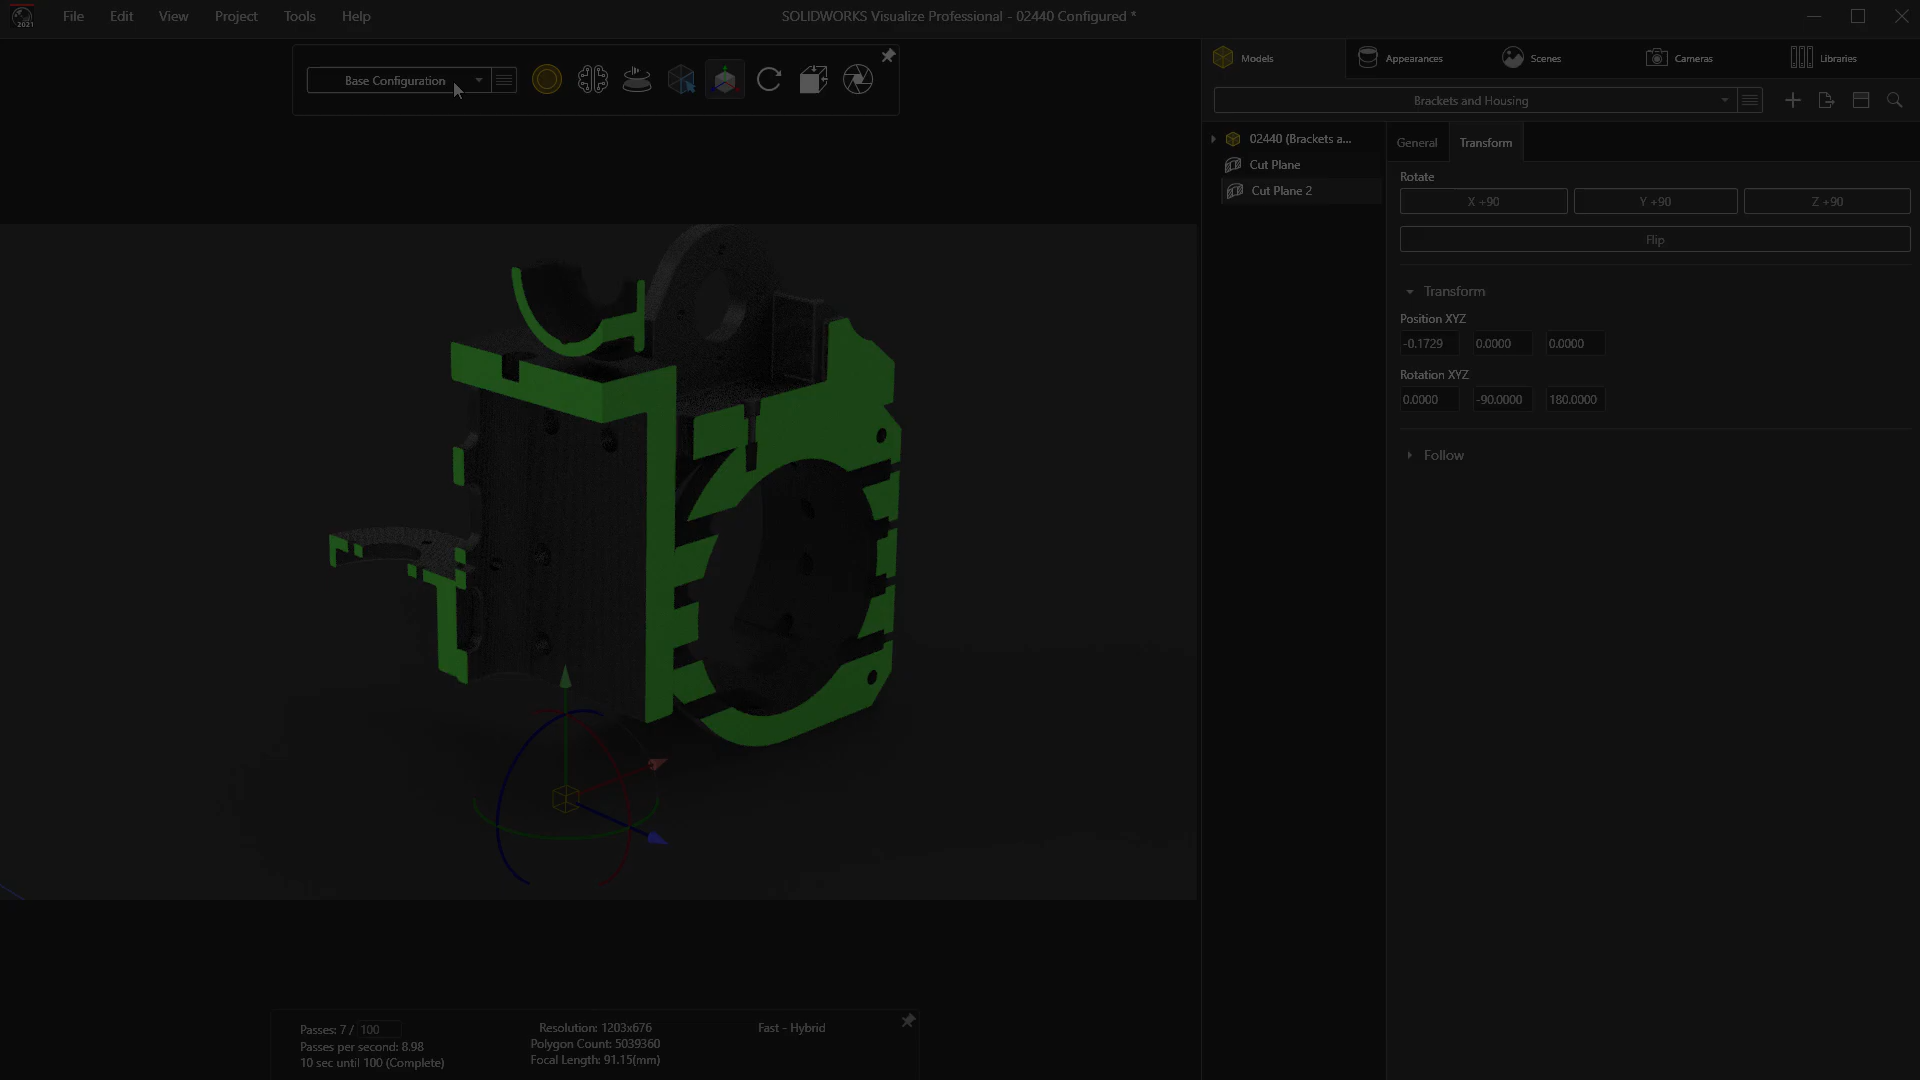 2021
File Edit View Project Tools Help
SOLIDWORKS Visualize Professional - 02440 Configured *
Base Configuration
Models Appearances Scenes Cameras Libraries
Brackets and Housing
02440 (Brackets a...
Cut Plane
Cut Plane 2
General Transform
Rotate
X +90 Y +90 Z +90
Flip
Transform
Position XYZ
-0.1729 0.0000 0.0000
Rotation XYZ
0.0000 -90.0000 180.0000
Follow
Passes: 7 / 100
Passes per second: 8.98
10 sec until 100 (Complete)
Resolution: 1203x676
Polygon Count: 5039360
Focal Length: 91.15(mm)
Fast - Hybrid